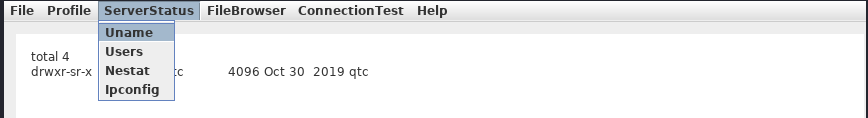 File Profile ServerStatus FileBrowser ConnectionTest Help
Uname
Users
Nestat
Ipconfig
total 4
drwxr-sr-x tc 4096 Oct 30 2019 qtc